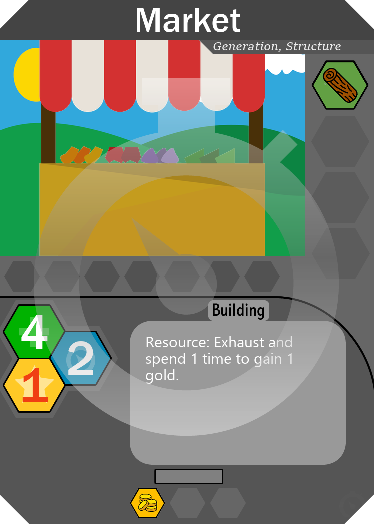 Market
Generation, Structure
Building
4
2
1
Resource: Exhaust and
spend 1 time to gain 1
gold.